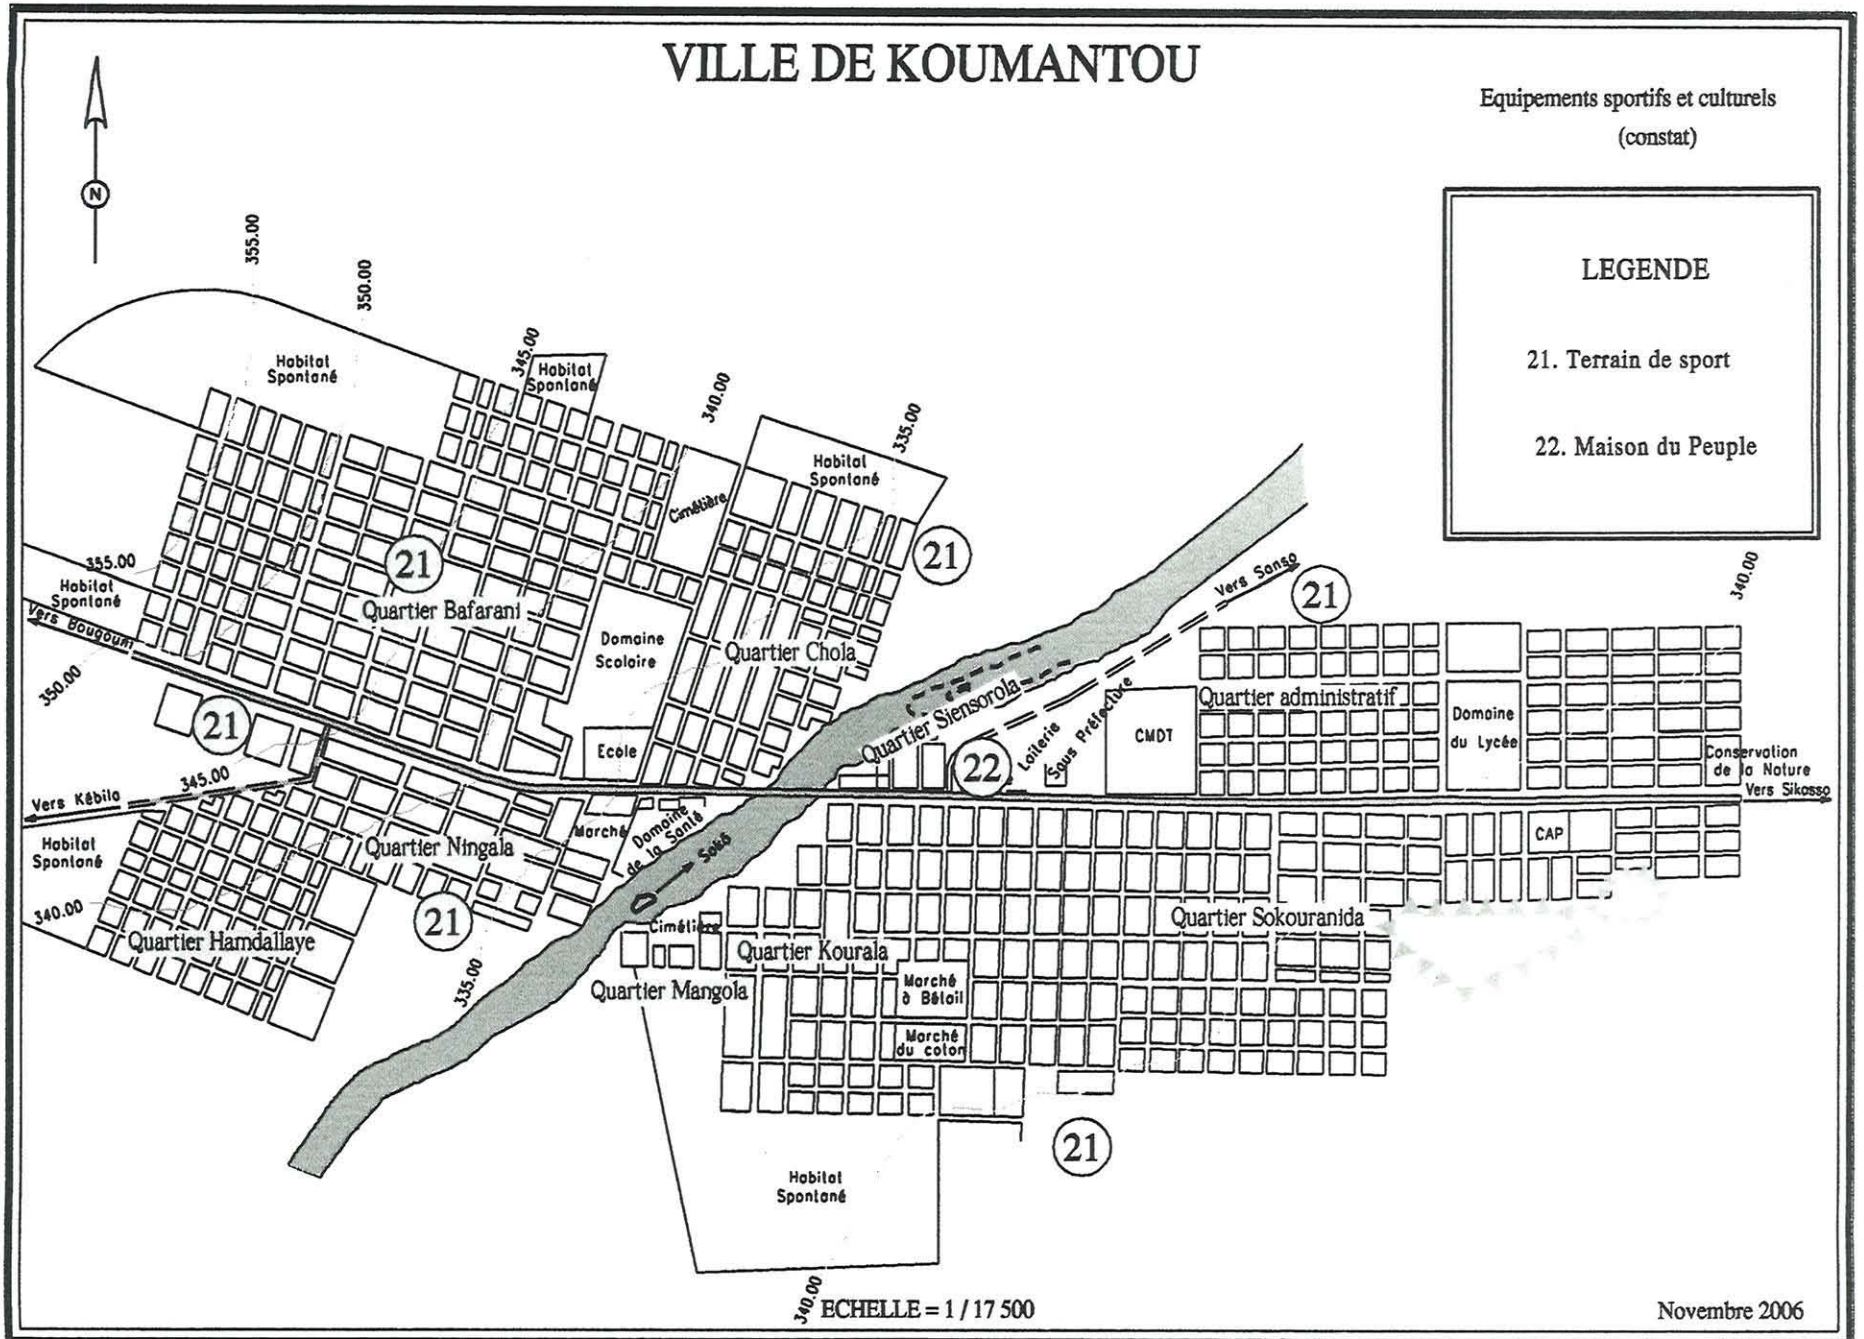 VILLE DE KOUMANTOU
Equipements sportifs et culturels
(constat)
LEGENDE
21. Terrain de sport
22. Maison du Peuple
N
355.00
350.00
345.00
340.00
335.00
Habitat
Spontané
Habitat
Spontané
Habitat
Spontané
Cimétière
21
21
Quartier Bafarani
355.00
Habitat
Spontané
Vers Bougouni
350.00
Domaine
Scolaire
Quartier Chola
Vers Sanso
21
340.00
Quartier Siensorola
Quartier administratif
Domaine
du Lycée
CMDT
Sous Préfecture
Laiterie
22
Ecole
21
345.00
Vers Kébila
Conservation
de la Nature
Vers Sikasso
Habitat
Spontané
Quartier Ningala
Marché
Domaine
de la Santé
Sokô
CAP
340.00
Quartier Hamdallaye
21
335.00
Cimétière
Quartier Kourala
Quartier Sokouranida
Quartier Mangola
Marché
à Bétail
Marché
du coton
21
Habitat
Spontané
340.00
ECHELLE = 1 / 17 500
Novembre 2006